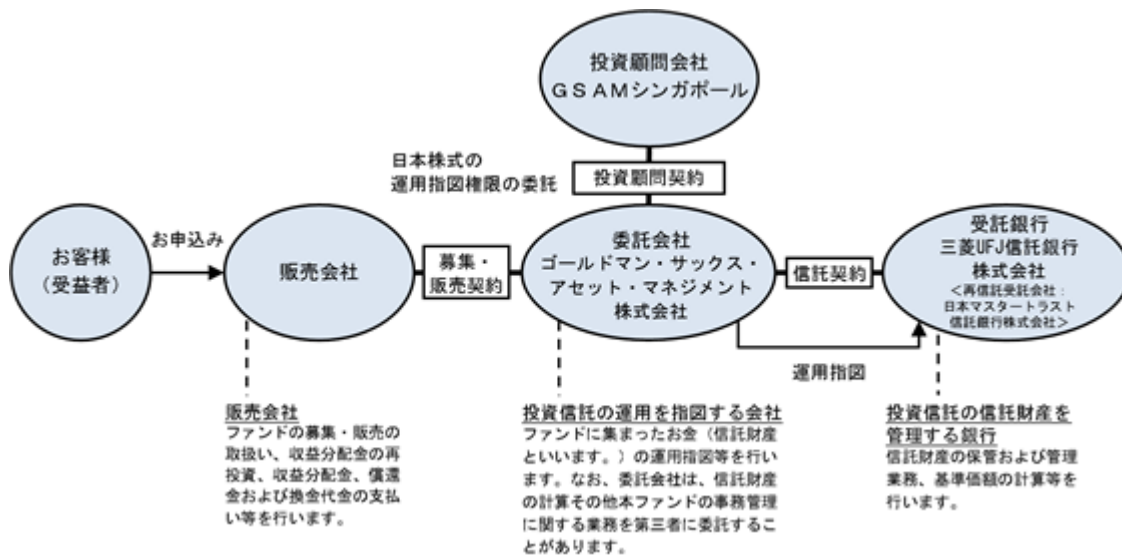 投資顧問会社
GSAMシンガポール
日本株式の
運用指図権限の委託
投資顧問契約
お客様
(受益者)
お申込み
販売会社
募集・
販売契約
委託会社
ゴールドマン・サックス・
アセット・マネジメント
株式会社
信託契約
受託銀行
三菱UFJ信託銀行
株式会社
<再信託受託会社:
日本マスタートラスト
信託銀行株式会社>
運用指図
販売会社
ファンドの募集・販売の
取扱い、収益分配金の再
投資、収益分配金、償還
金および換金代金の支払
い等を行います。
投資信託の運用を指図する会社
ファンドに集まったお金(信託財産
といいます。)の運用指図等を行い
ます。なお、委託会社は、信託財産
の計算その他本ファンドの事務管理
に関する業務を第三者に委託するこ
とがあります。
投資信託の信託財産を
管理する銀行
信託財産の保管および管理
業務、基準価額の計算等を
行います。